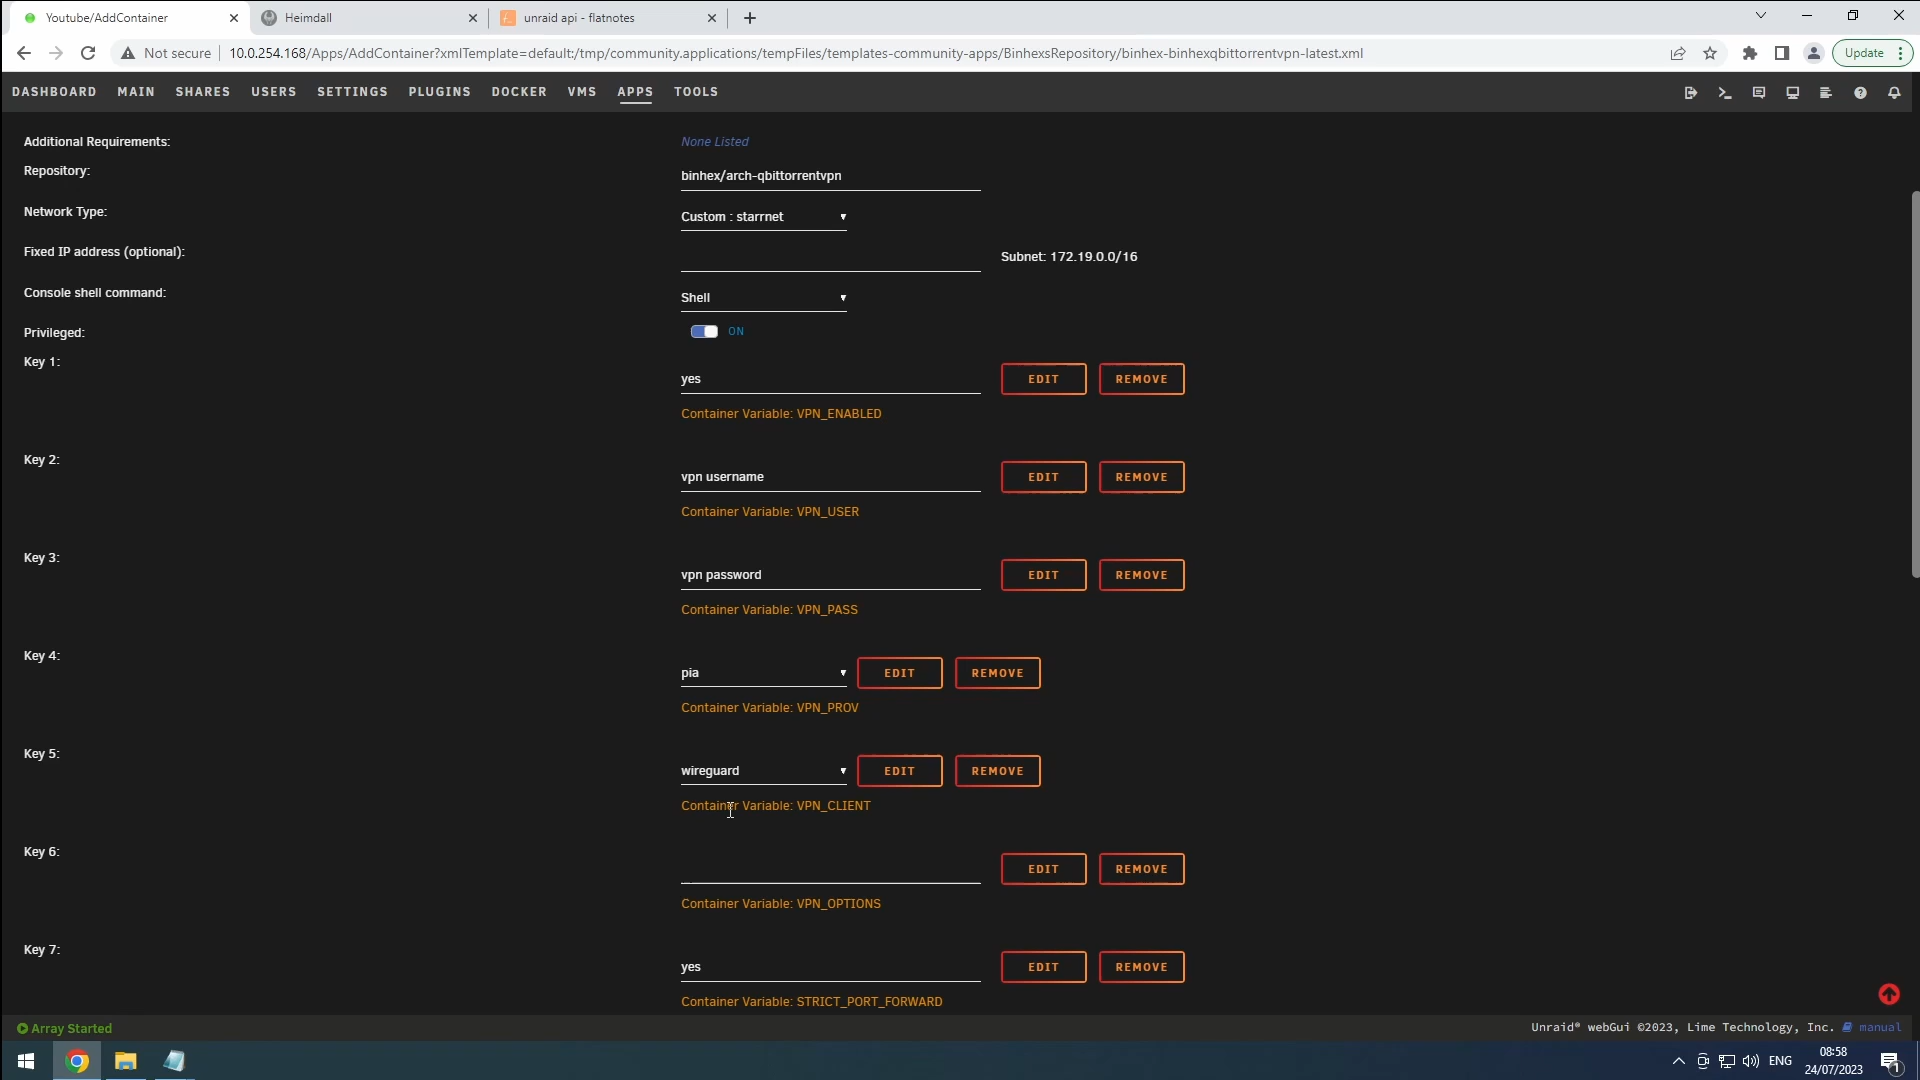 Youtube/AddContainer
Heimdall
unraid api - flatnotes
Not secure
10.0.254.168/Apps/AddContainer?xmlTemplate=default:/tmp/community.applications/tempFiles/templates-community-apps/BinhexsRepository/binhex-binhexqbittorrentvpn-latest.xml
Update
DASHBOARD MAIN SHARES USERS SETTINGS PLUGINS DOCKER VMS APPS TOOLS
Additional Requirements: None Listed
Repository: binhex/arch-qbittorrentvpn
Network Type: Custom : starrnet
Fixed IP address (optional): Subnet: 172.19.0.0/16
Console shell command: Shell
Privileged: ON
Key 1:
yes EDIT REMOVE
Container Variable: VPN_ENABLED
Key 2:
vpn username EDIT REMOVE
Container Variable: VPN_USER
Key 3:
vpn password EDIT REMOVE
Container Variable: VPN_PASS
Key 4:
pia EDIT REMOVE
Container Variable: VPN_PROV
Key 5:
wireguard EDIT REMOVE
Container Variable: VPN_CLIENT
Key 6:
EDIT REMOVE
Container Variable: VPN_OPTIONS
Key 7:
yes EDIT REMOVE
Container Variable: STRICT_PORT_FORWARD
Array Started
Unraid® webGui ©2023, Lime Technology, Inc. manual
ENG
08:58
24/07/2023
1